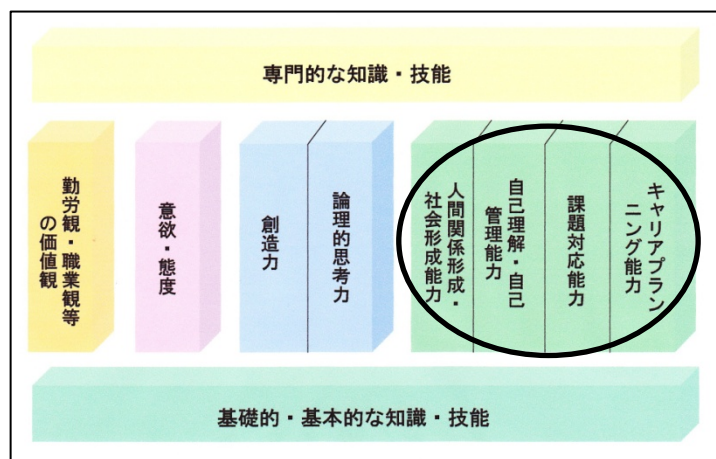 専門的な知識・技能
勤労観・職業観等
の価値観
意欲・態度
創造力
論理的思考力
人間関係形成・
社会形成能力
自己理解・自己
管理能力
課題対応能力
キャリアプラン
ニング能力
基礎的・基本的な知識・技能